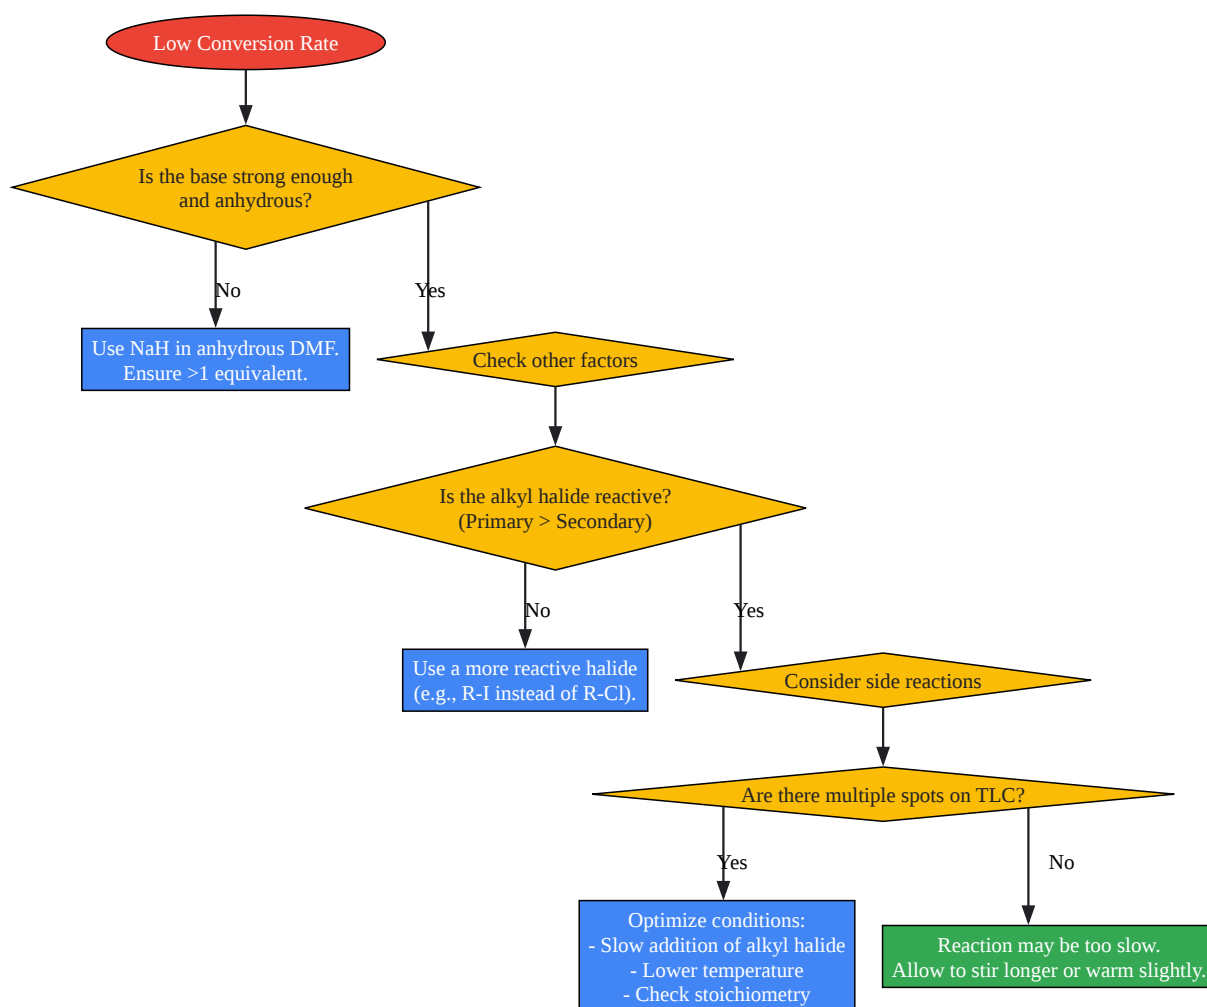 Low Conversion Rate
Is the base strong enough
and anhydrous?
No
Yes
Use NaH in anhydrous DMF.
Ensure >1 equivalent.
Check other factors
Is the alkyl halide reactive?
(Primary > Secondary)
No
Yes
Use a more reactive halide
(e.g., R-I instead of R-Cl).
Consider side reactions
Are there multiple spots on TLC?
Yes
No
Optimize conditions:
- Slow addition of alkyl halide
- Lower temperature
- Check stoichiometry
Reaction may be too slow.
Allow to stir longer or warm slightly.